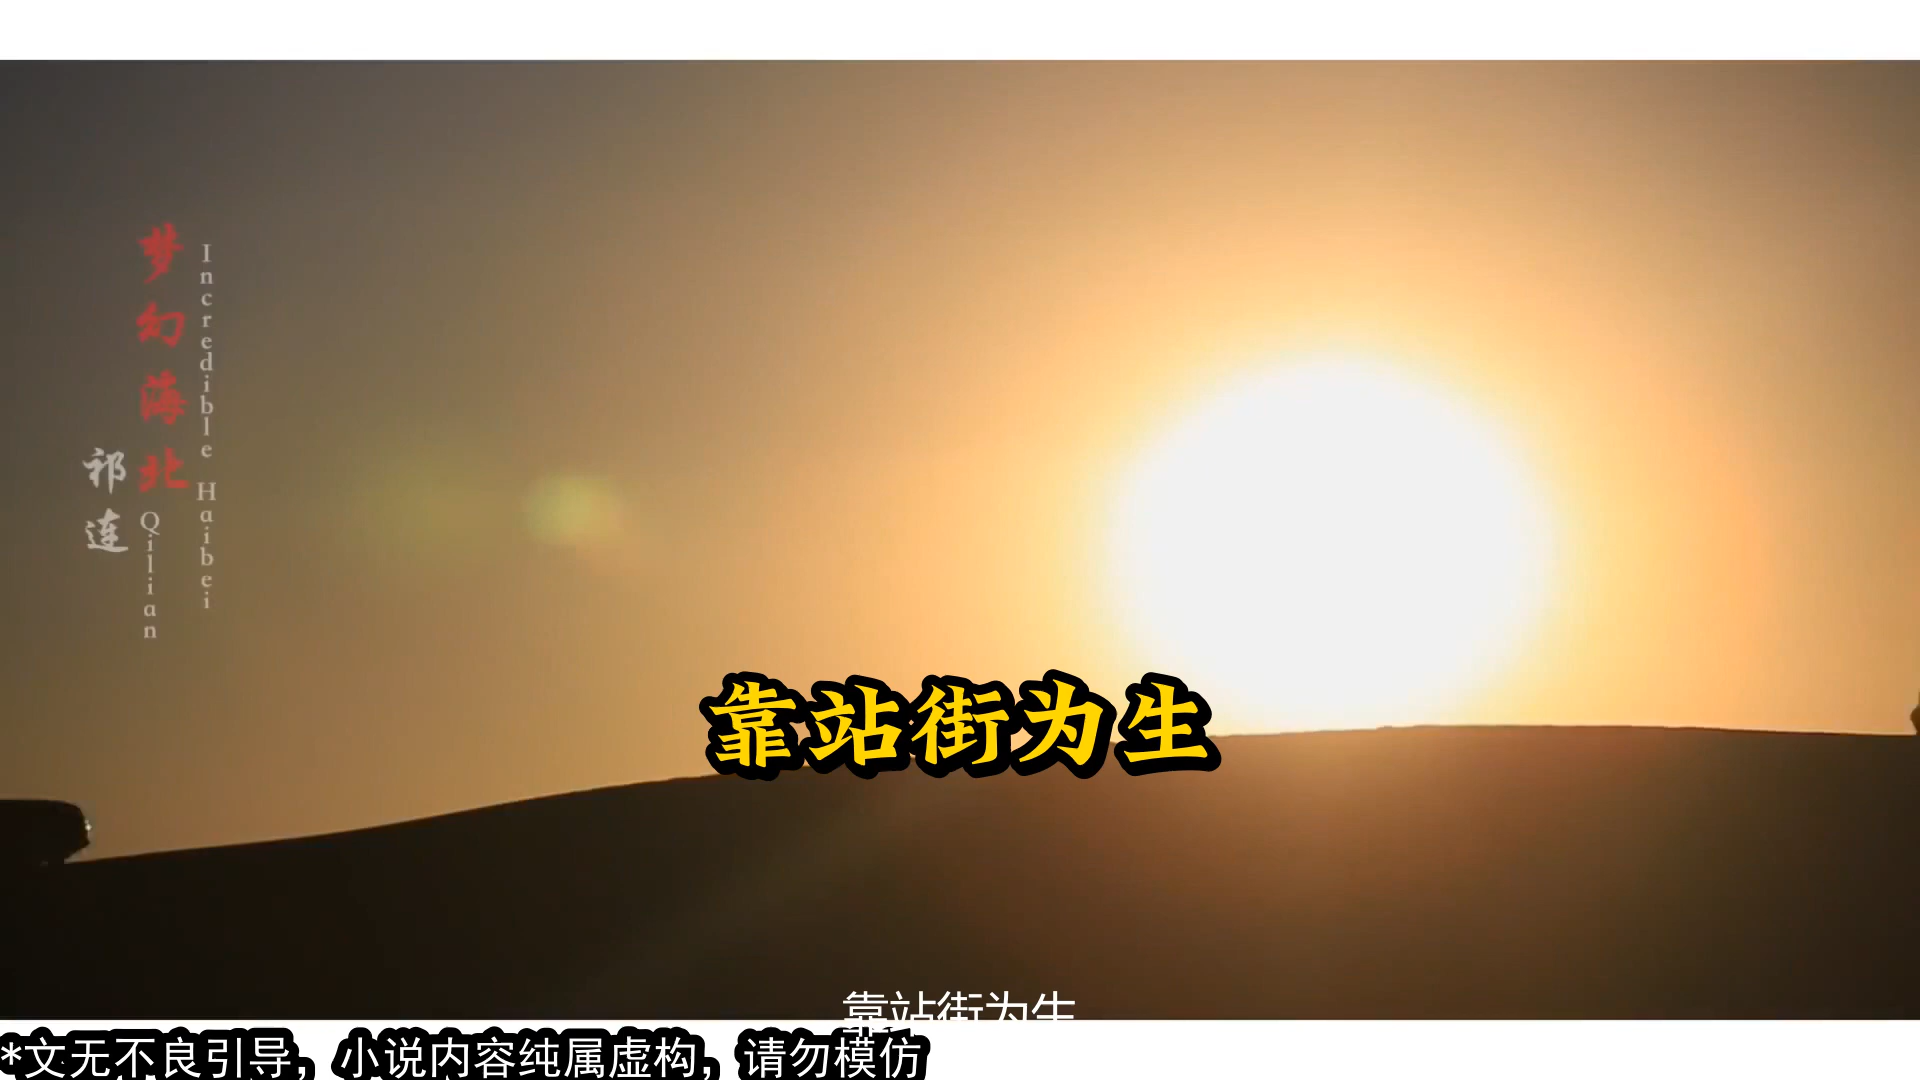 梦幻海北
Incredible Haibei
祁连
Qilian
靠站街为生
靠站街为生
*文无不良引导，小说内容纯属虚构，请勿模仿